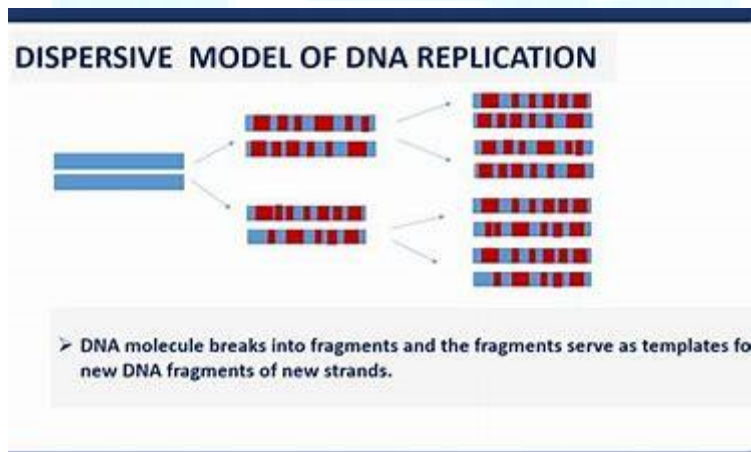 DISPERSIVE MODEL OF DNA REPLICATION
➢ DNA molecule breaks into fragments and the fragments serve as templates fo
new DNA fragments of new strands.